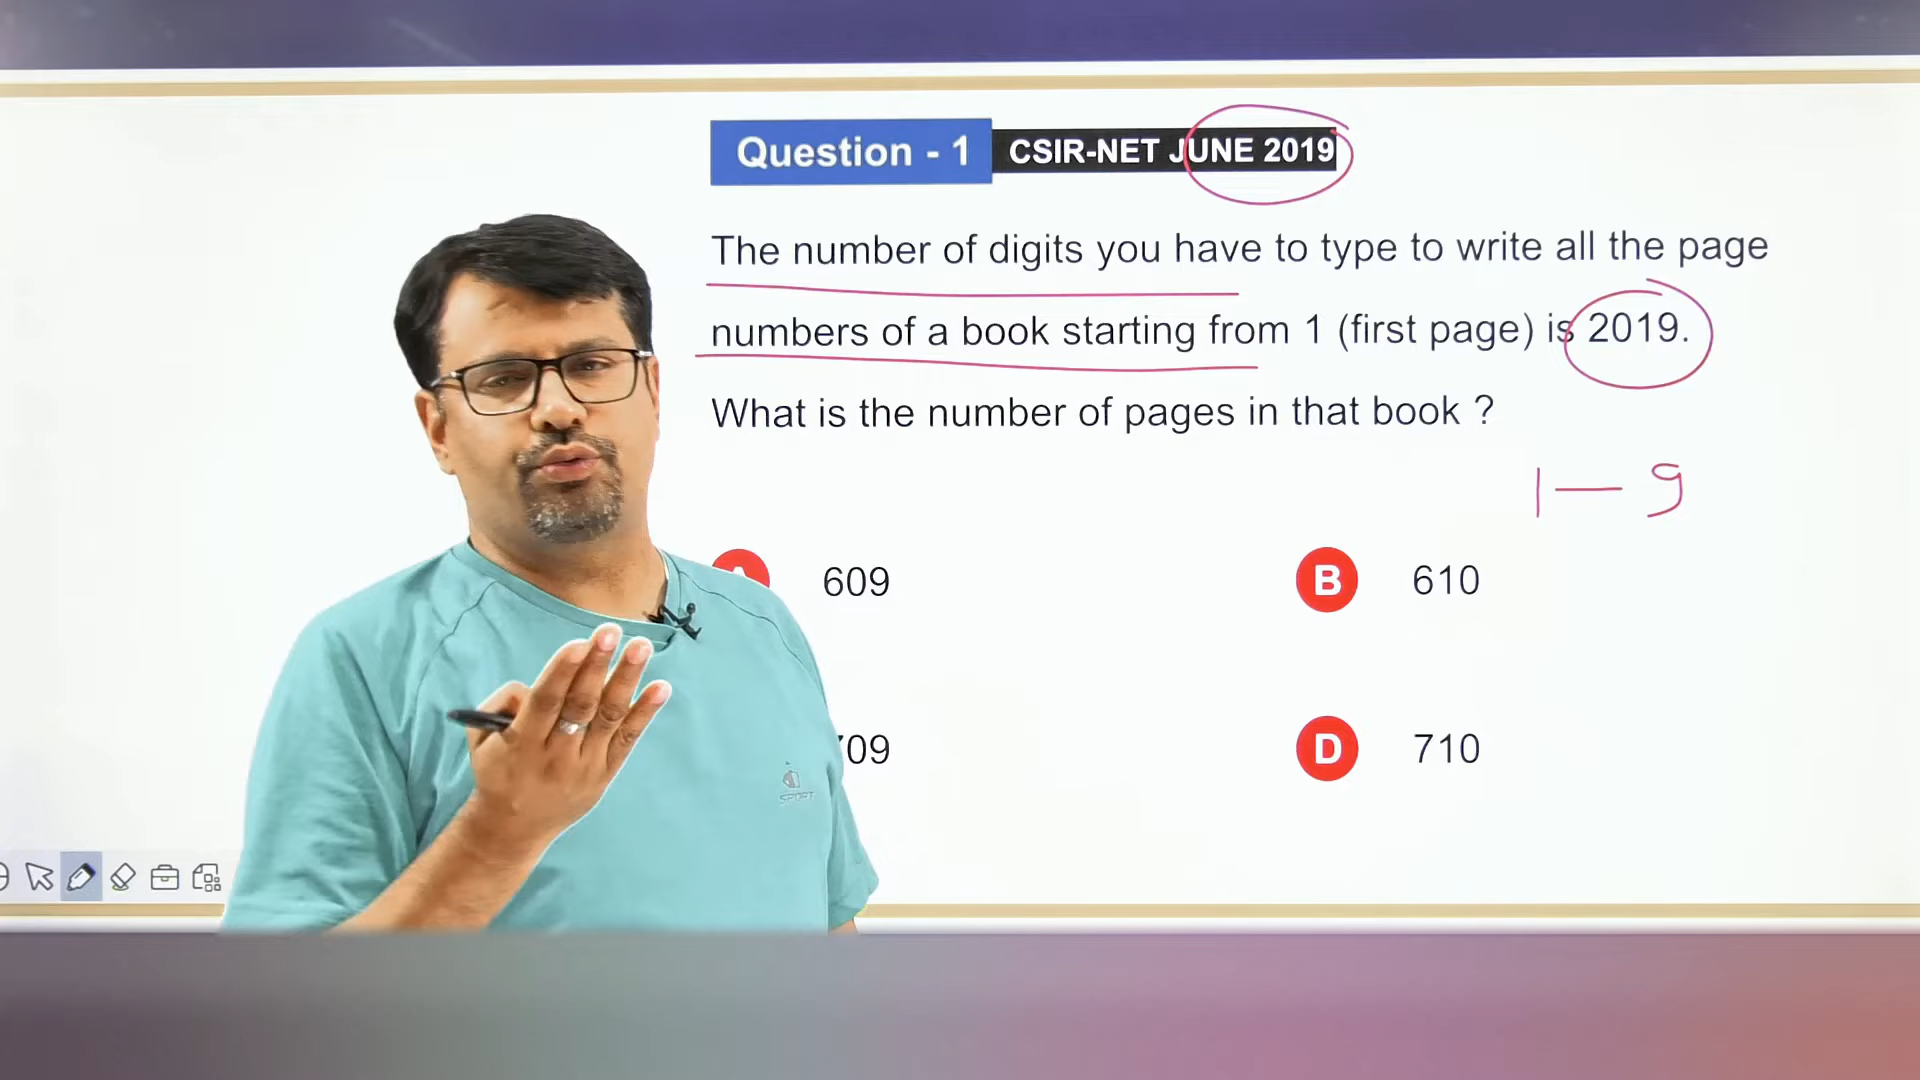 Question - 1 CSIR-NET JUNE 2019
The number of digits you have to type to write all the page
numbers of a book starting from 1 (first page) is 2019.
What is the number of pages in that book ?
1 — 9
609 B 610
09 D 710
SPORT